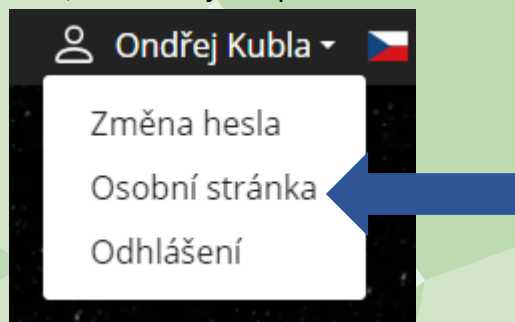 Ondřej Kubla
Změna hesla
Osobní stránka
Odhlášení